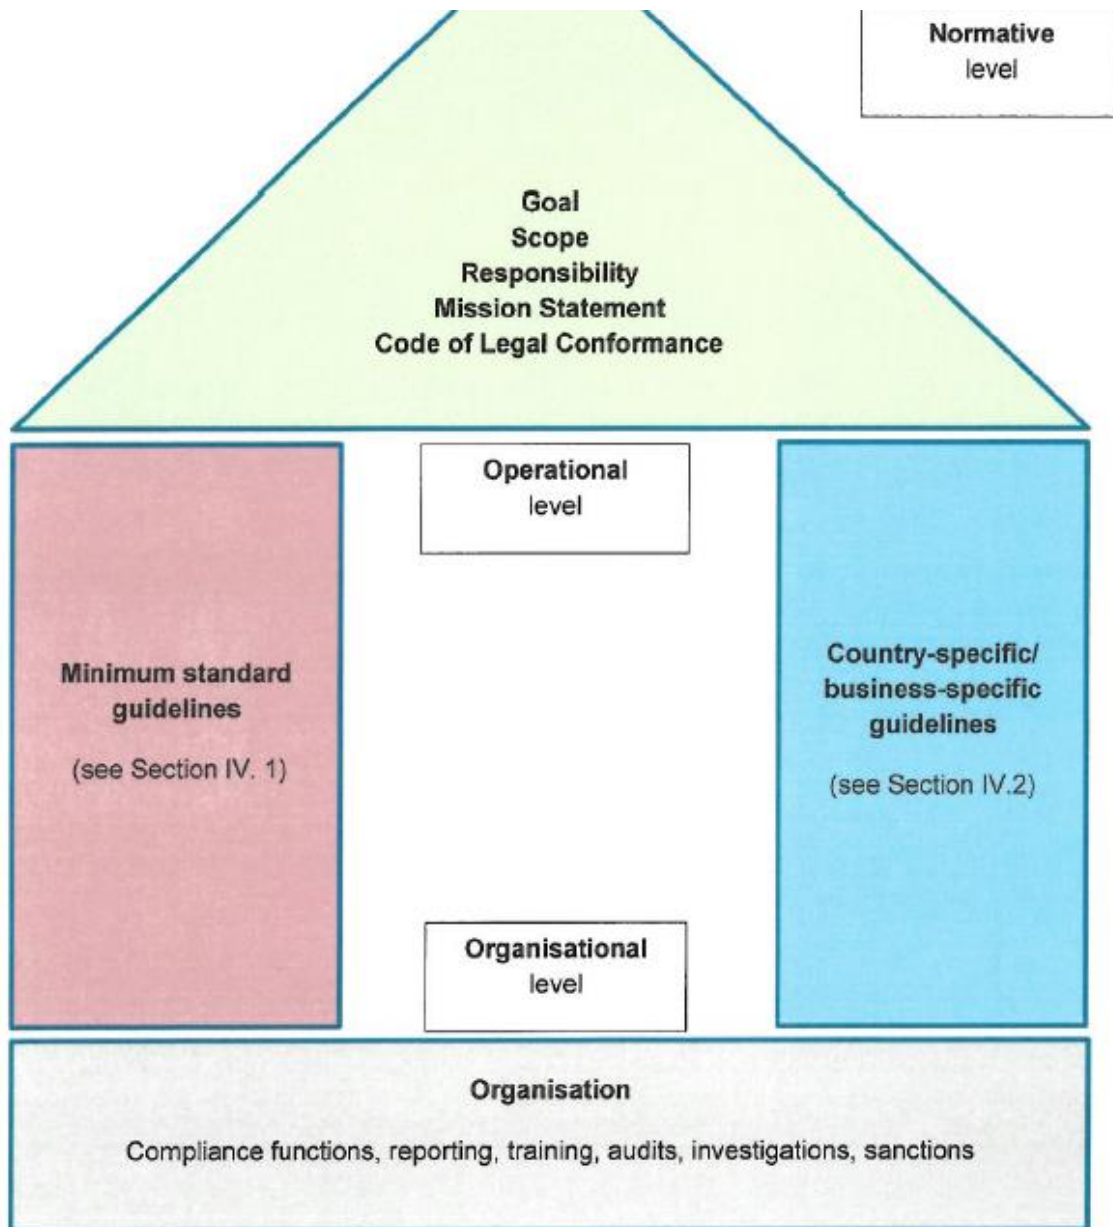 Normative
level
Goal
Scope
Responsibility
Mission Statement
Code of Legal Conformance
Operational
level
Minimum standard
guidelines
(see Section IV. 1)
Country-specific/
business-specific
guidelines
(see Section IV.2)
Organisational
level
Organisation
Compliance functions, reporting, training, audits, investigations, sanctions